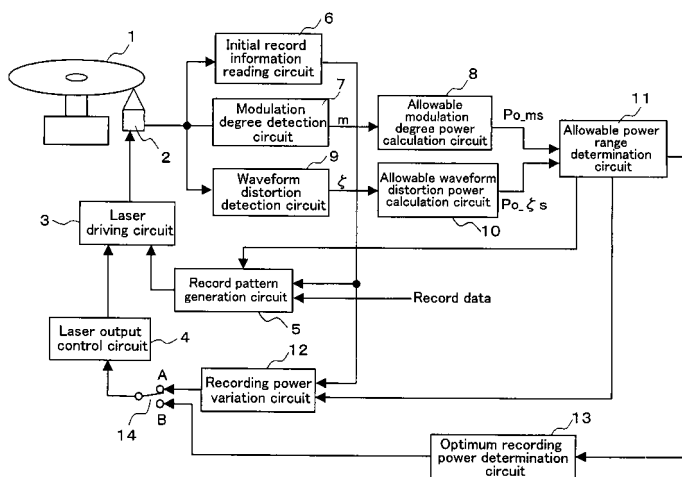 1
6
Initial record
information
reading circuit
7
Modulation
degree detection
circuit
m
8
Allowable
modulation
degree power
calculation circuit
Po_ms
11
Allowable power
range
determination
circuit
2
9
Waveform
distortion
detection circuit
ζ
Allowable waveform
distortion power
calculation circuit
10
Po_ζs
3
Laser
driving circuit
Record pattern
generation circuit
5
Record data
Laser output
control circuit
4
12
Recording power
variation circuit
A
B
14
13
Optimum recording
power determination
circuit